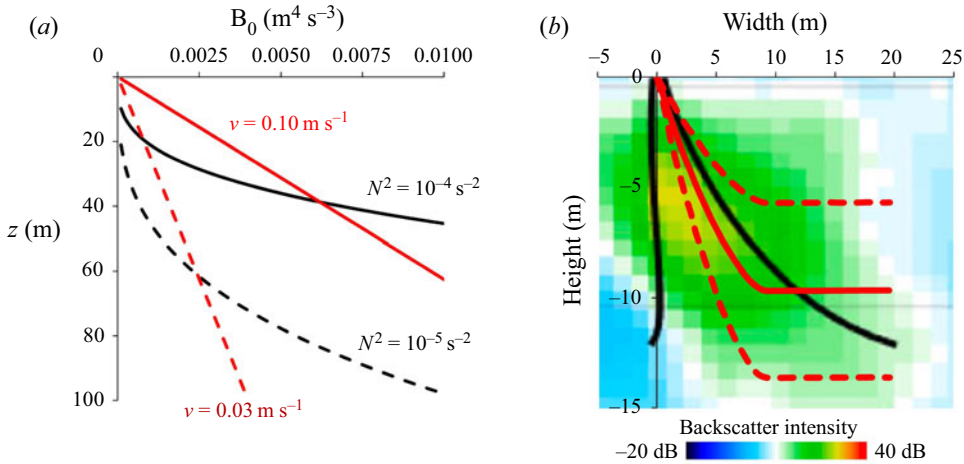 (a)
B₀ (m⁴ s⁻³)
0 0.0025 0.0050 0.0075 0.0100
20
40
60
80
100
z (m)
v = 0.10 m s⁻¹
N² = 10⁻⁴ s⁻²
N² = 10⁻⁵ s⁻²
v = 0.03 m s⁻¹
(b)
Width (m)
–5 0 5 10 15 20 25
0
–5
–10
–15
Height (m)
Backscatter intensity
–20 dB 40 dB